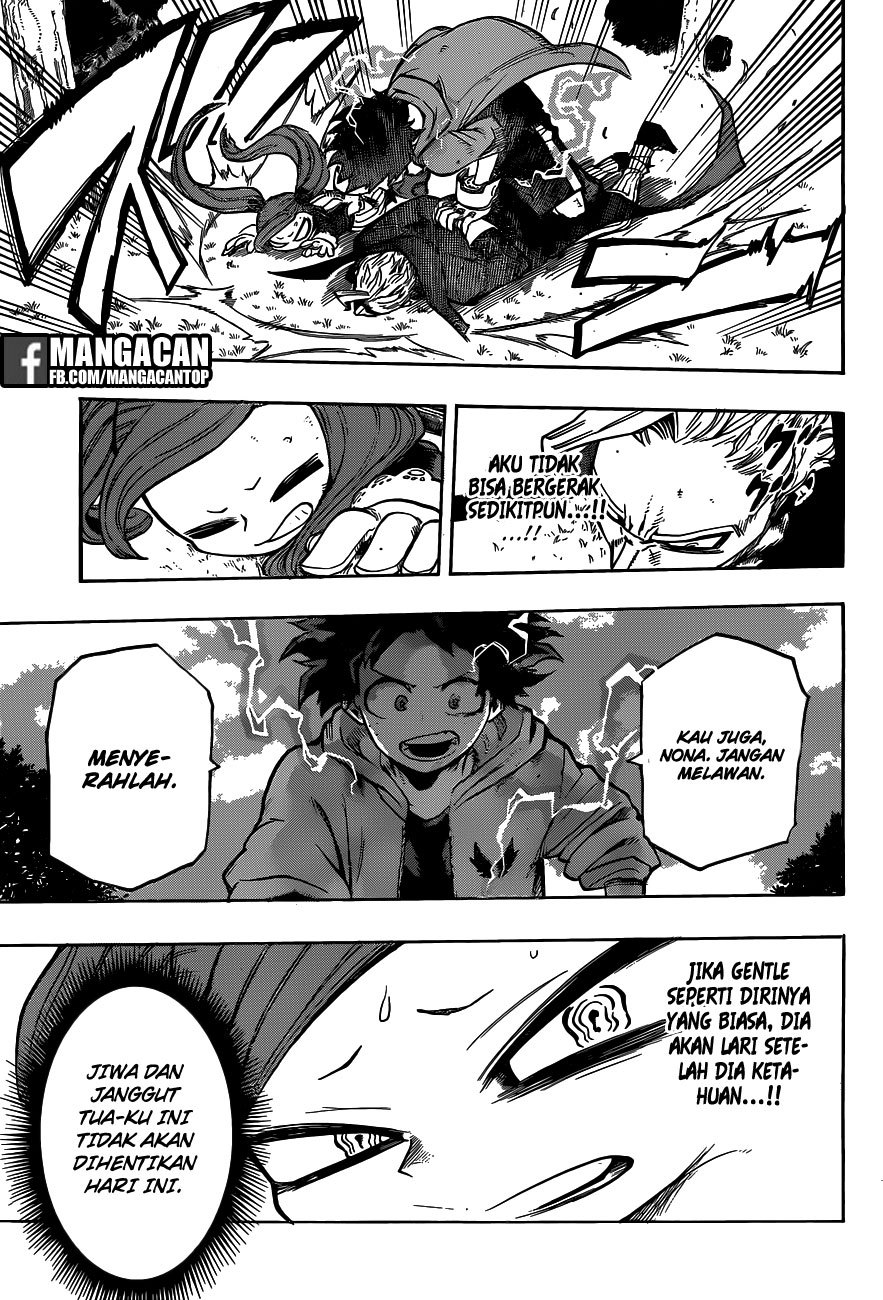 MANGACAN
FB.COM/MANGACANTOP
AKU TIDAK
BISA BERGERAK
SEDIKITPUN...!!
...!!
KAU JUGA,
NONA. JANGAN
MELAWAN.
MENYE-
RAHLAH.
JIKA GENTLE
SEPERTI DIRINYA
YANG BIASA, DIA
AKAN LARI SETE-
LAH DIA KETA-
HUAN...!!
JIWA DAN
JANGGUT
TUA-KU INI
TIDAK AKAN
DIHENTIKAN
HARI INI.